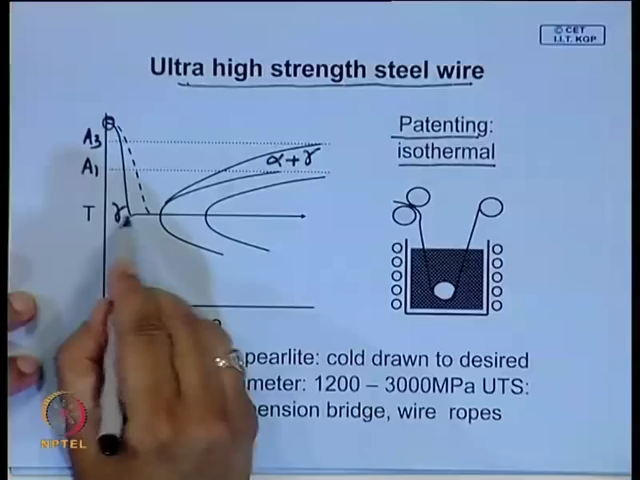 © CET
I.I.T. KGP
Ultra high strength steel wire
Patenting:
isothermal
A3
A1
T
γ
α+γ
pearlite: cold drawn to desired
meter: 1200 – 3000MPa UTS:
ension bridge, wire ropes
NPTEL